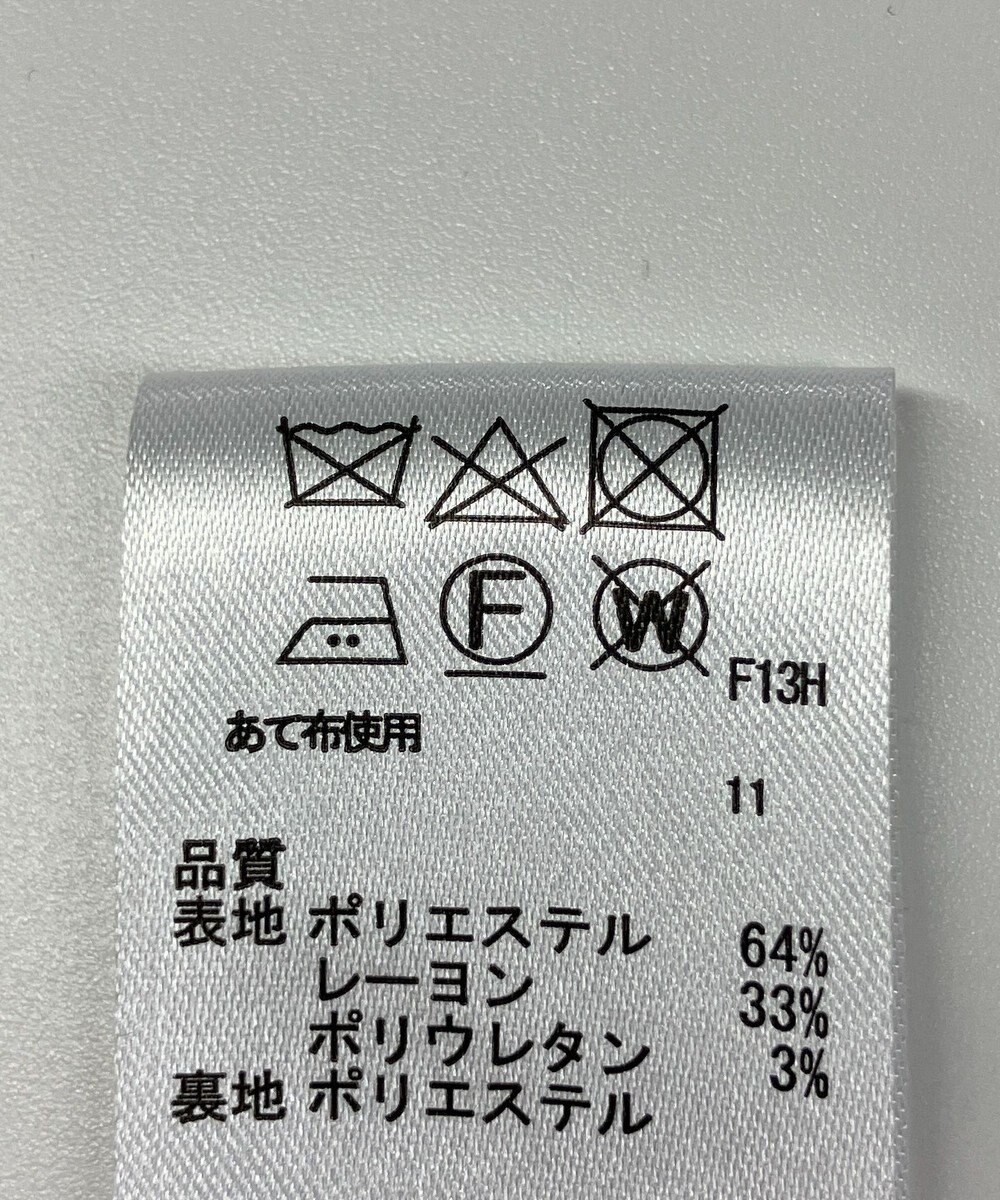 F
W
F13H
あて布使用
11
品質
表地 ポリエステル 64%
レーヨン 33%
ポリウレタン 3%
裏地 ポリエステル